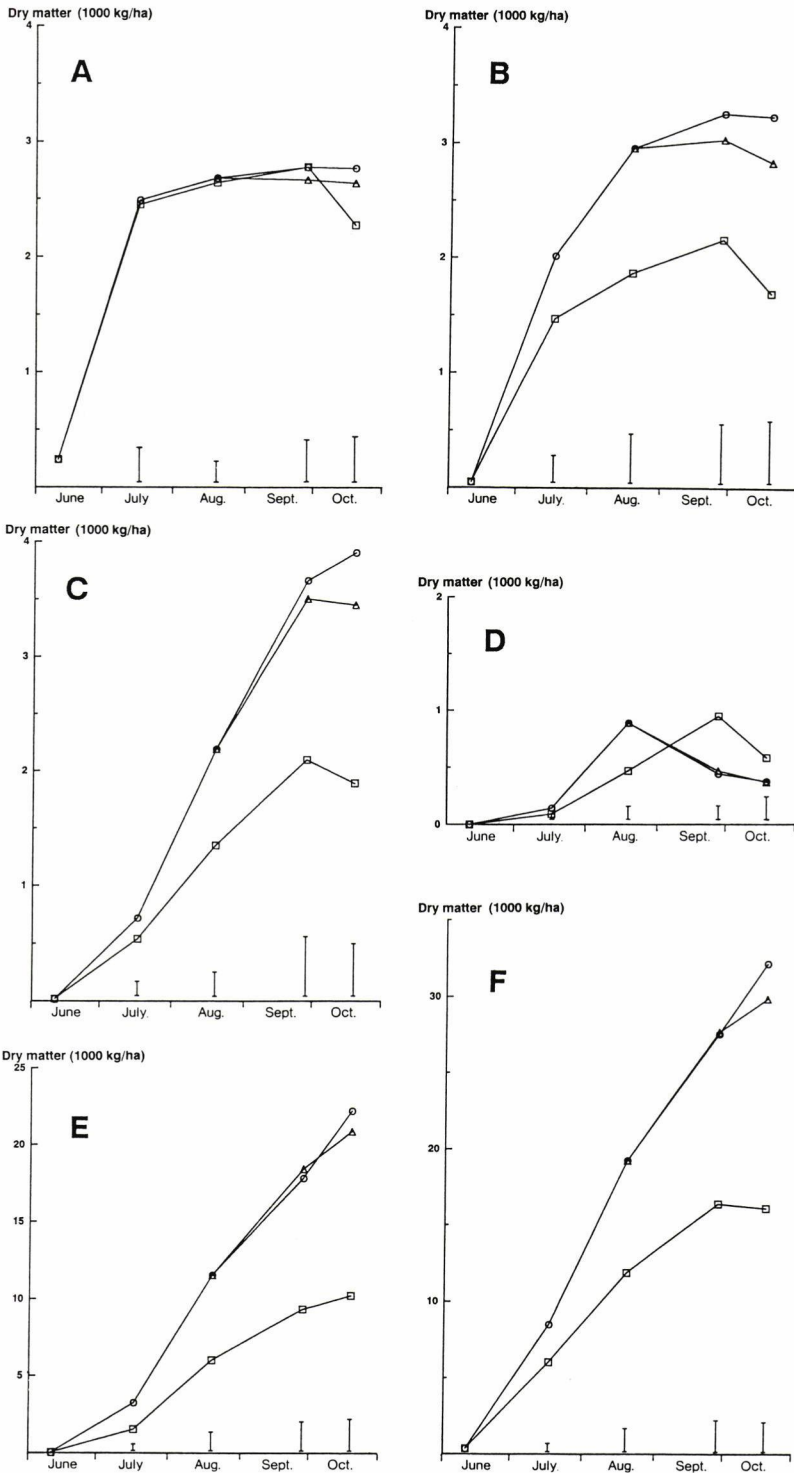 Dry matter (1000 kg/ha)
A
4
3
2
1
June July Aug. Sept. Oct.
Dry matter (1000 kg/ha)
B
4
3
2
1
June July. Aug. Sept. Oct.
Dry matter (1000 kg/ha)
C
4
3
2
1
June July. Aug. Sept. Oct.
Dry matter (1000 kg/ha)
D
2
1
0
June July. Aug. Sept. Oct.
Dry matter (1000 kg/ha)
E
25
20
15
10
5
June July Aug. Sept. Oct.
Dry matter (1000 kg/ha)
F
30
20
10
June July. Aug. Sept. Oct.